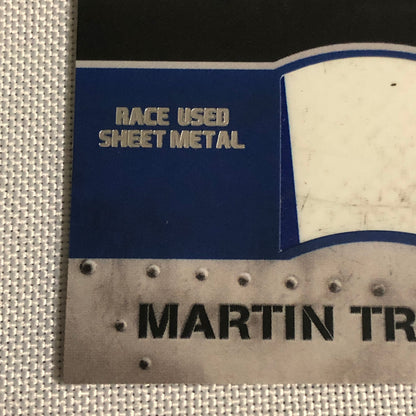 RACE USED
SHEET METAL
MARTIN TR